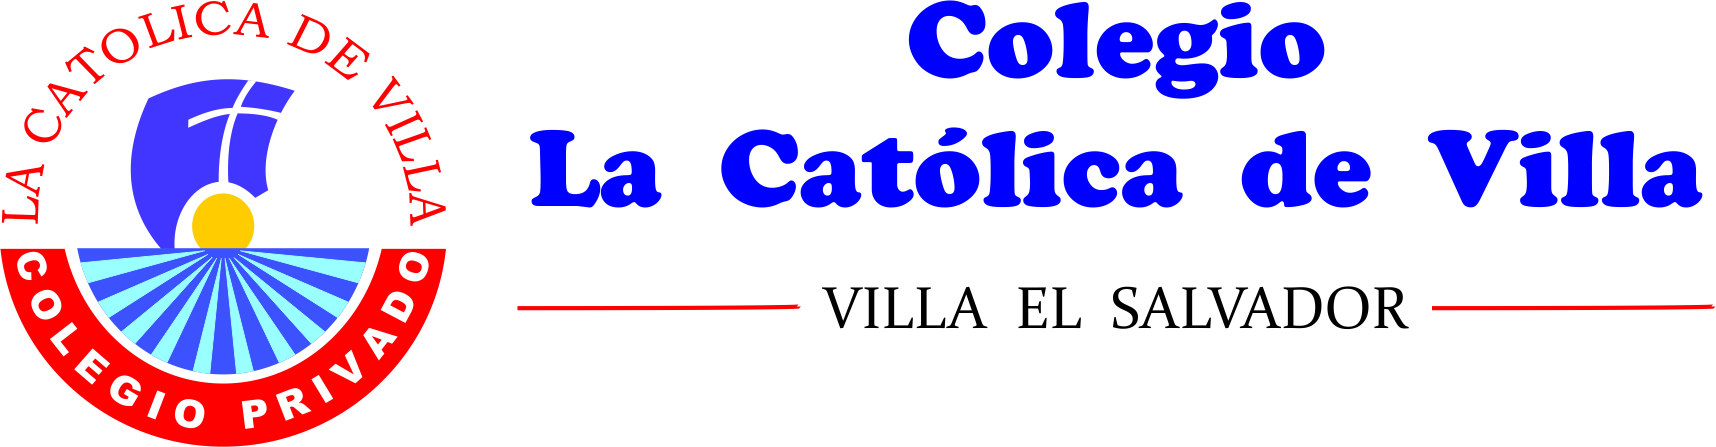 LA CATOLICA DE VILLA
COLEGIO PRIVADO
Colegio
La Católica de Villa
VILLA EL SALVADOR